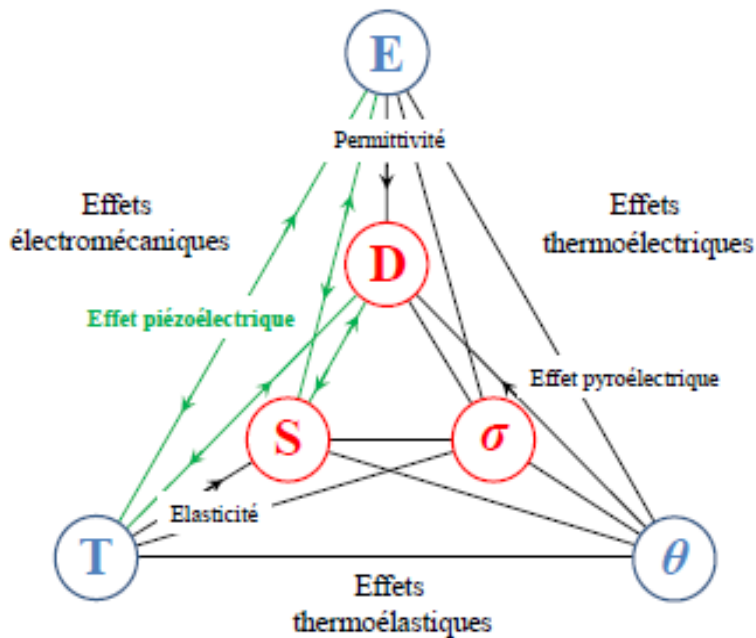 E
Permittivité
Effets
électromécaniques
Effets
thermoélectriques
D
Effet piézoélectrique
Effet pyroélectrique
S
σ
Elasticité
T
θ
Effets
thermoélastiques